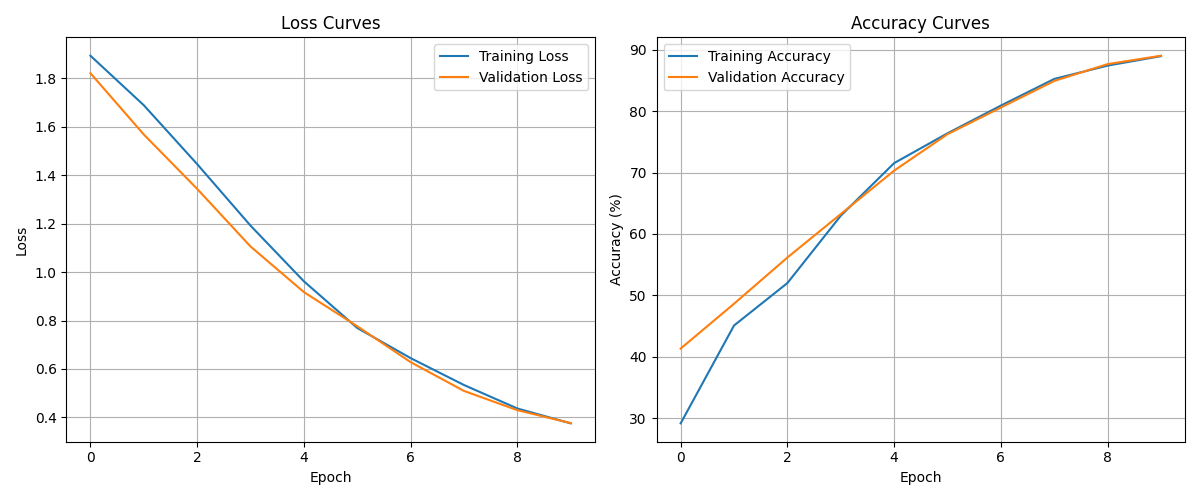 Loss Curves
Training Loss
Validation Loss
1.8
1.6
1.4
1.2
1.0
0.8
0.6
0.4
Loss
0 2 4 6 8
Epoch
Accuracy Curves
Training Accuracy
Validation Accuracy
90
80
70
60
50
40
30
Accuracy (%)
0 2 4 6 8
Epoch